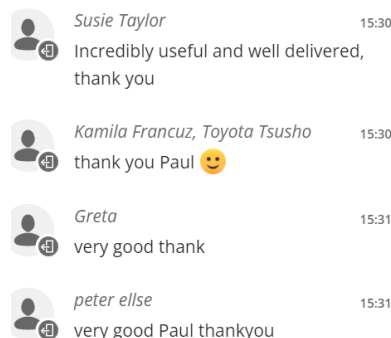 Susie Taylor 15:30
Incredibly useful and well delivered,
thank you
Kamila Francuz, Toyota Tsusho 15:30
thank you Paul 🙂
Greta 15:31
very good thank
peter ellse 15:31
very good Paul thankyou